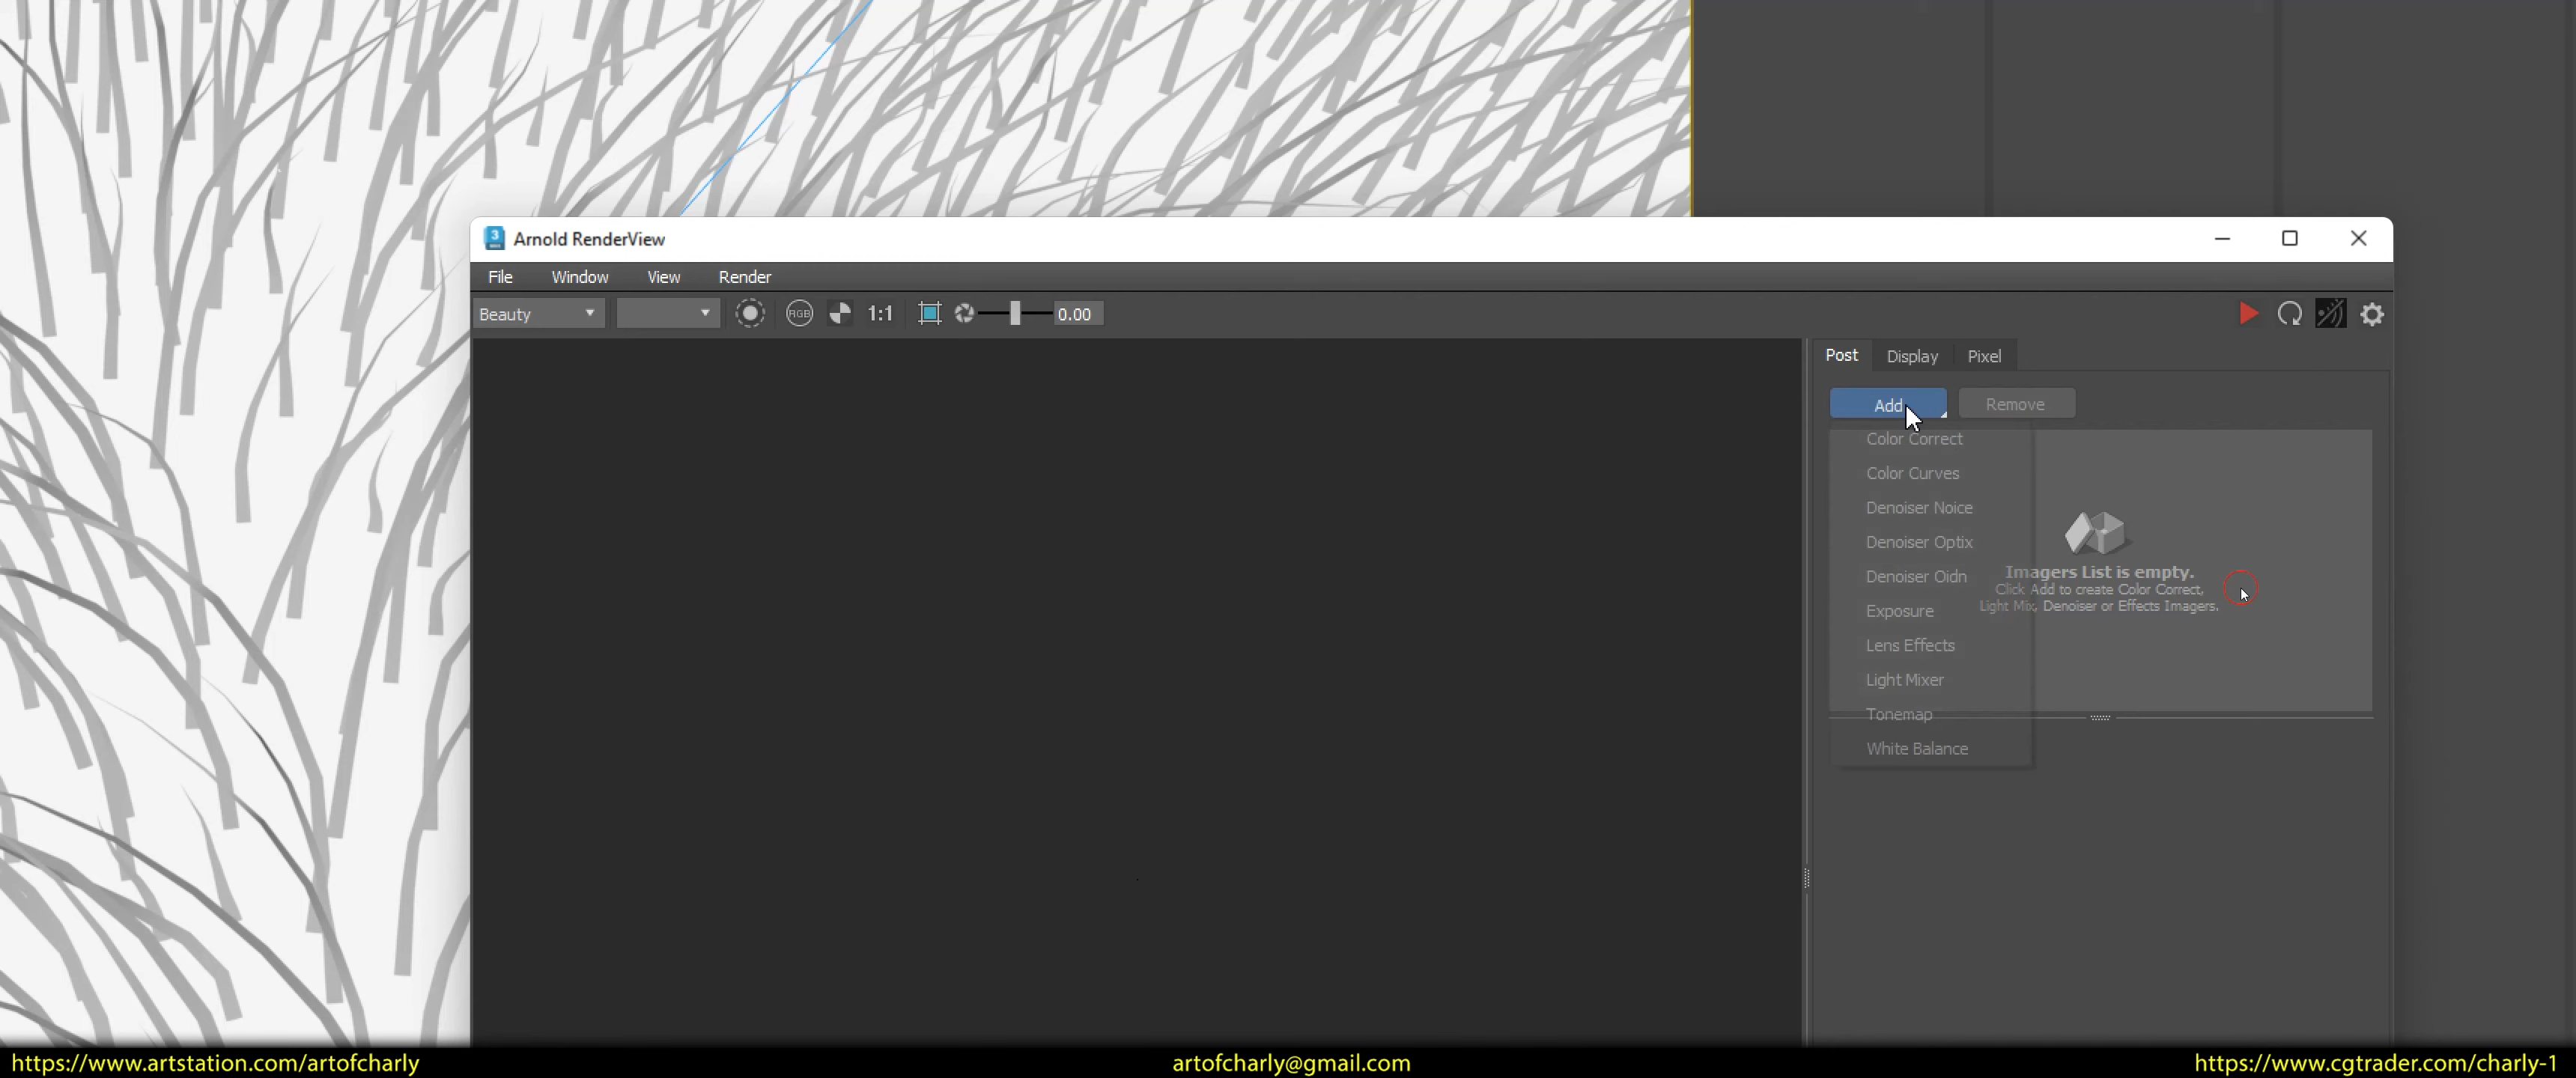 Arnold RenderView
File Window View Render
Beauty
RGB
1:1
0.00
Post Display Pixel
Add Remove
Color Correct
Color Curves
Denoiser Noice
Denoiser Optix
Denoiser Oidn
Exposure
Lens Effects
Light Mixer
Tonemap
White Balance
Imagers List is empty.
Click Add to create Color Correct,
Light Mix, Denoiser or Effects Imagers.
https://www.artstation.com/artofcharly
artofcharly@gmail.com
https://www.cgtrader.com/charly-1